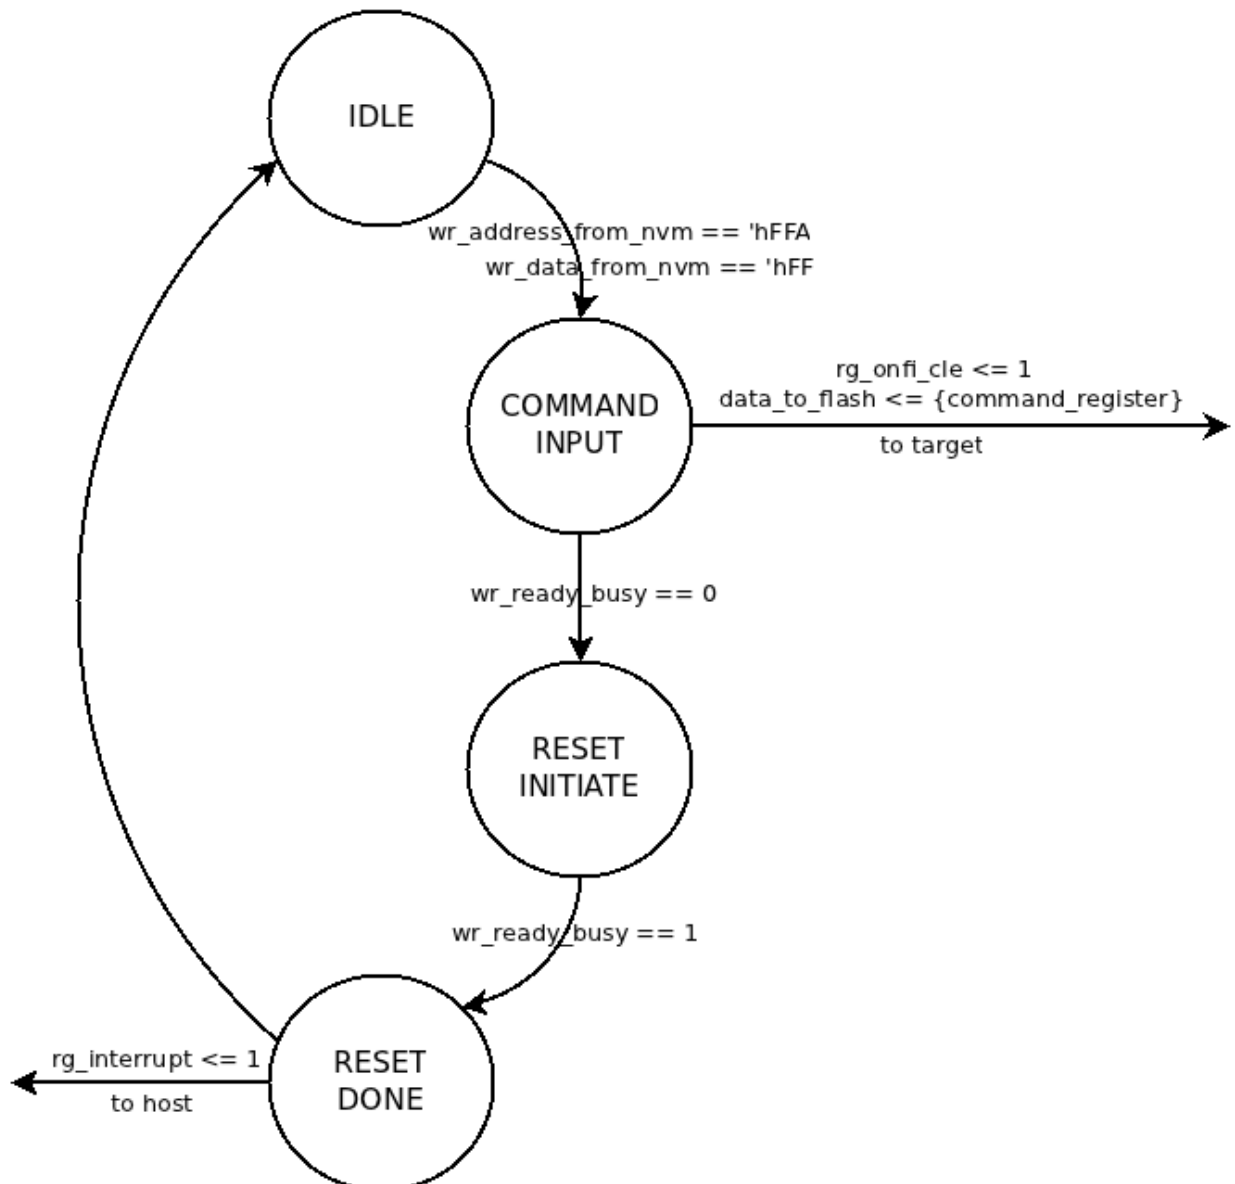 IDLE
wr_address_from_nvm == 'hFFA
wr_data_from_nvm == 'hFF
COMMAND
INPUT
rg_onfi_cle <= 1
data_to_flash <= {command_register}
to target
wr_ready_busy == 0
RESET
INITIATE
wr_ready_busy == 1
RESET
DONE
rg_interrupt <= 1
to host